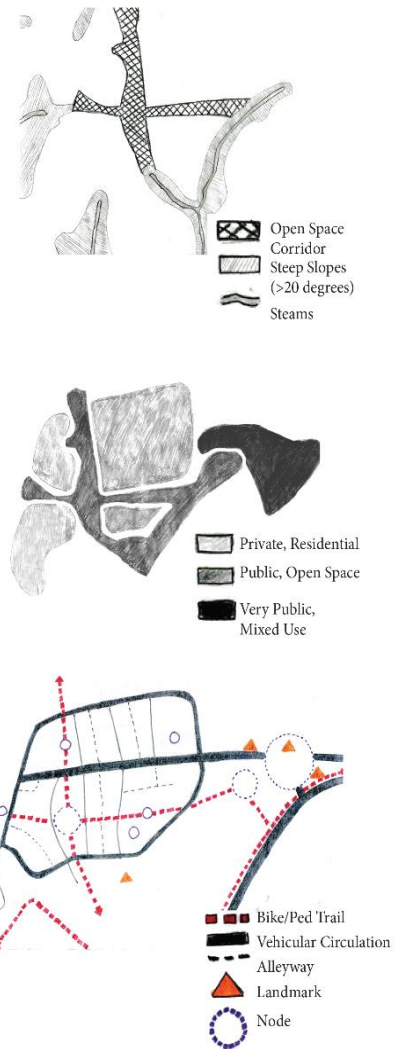 Open Space
Corridor
Steep Slopes
(>20 degrees)
Steams
Private, Residential
Public, Open Space
Very Public,
Mixed Use
Bike/Ped Trail
Vehicular Circulation
Alleyway
Landmark
Node